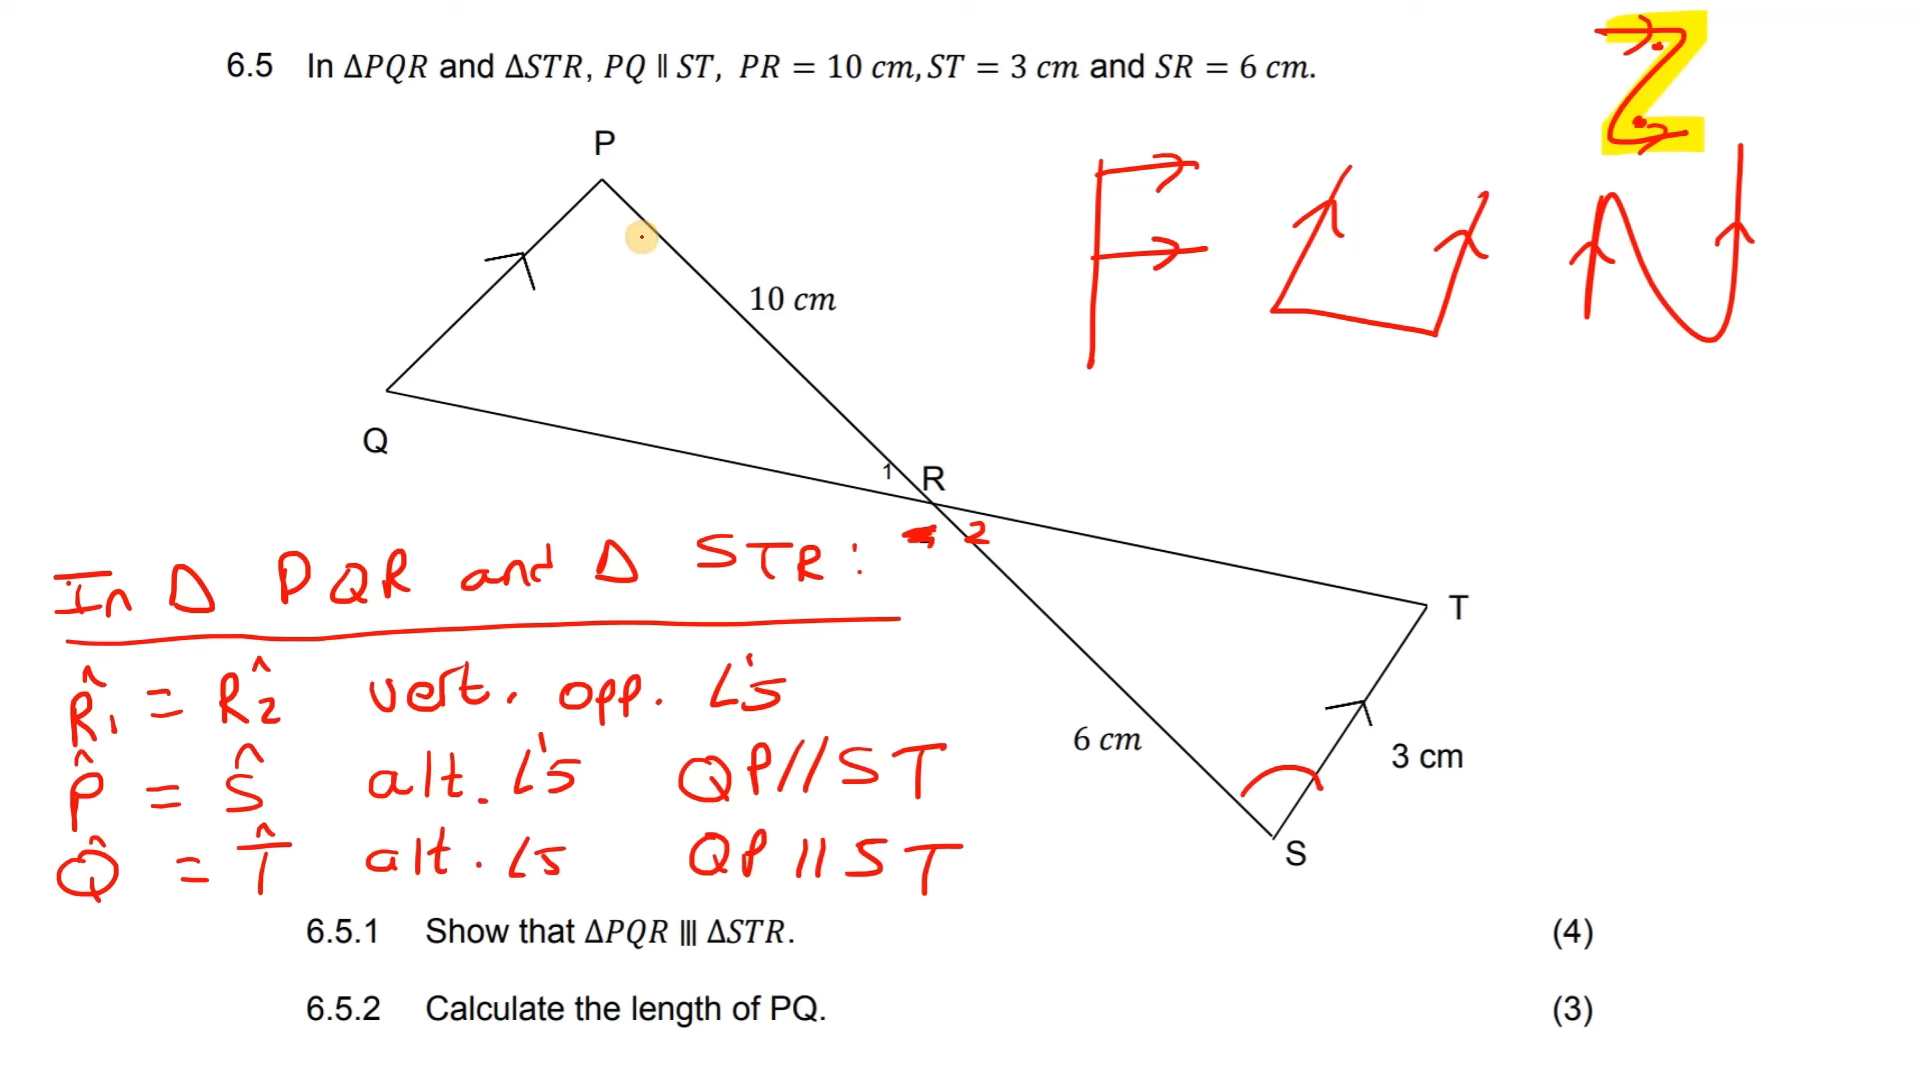 6.5 In ΔPQR and ΔSTR, PQ ∥ ST, PR = 10 cm, ST = 3 cm and SR = 6 cm.
Z
F
N
P
10 cm
Q
1
R
2
T
6 cm
3 cm
S
In Δ PQR and Δ STR:
R̂1 = R̂2 vert. opp. ∠'s
P̂ = Ŝ alt. ∠'s QP//ST
Q̂ = T̂ alt. ∠s QP//ST
6.5.1 Show that ΔPQR ⫴ ΔSTR. (4)
6.5.2 Calculate the length of PQ. (3)